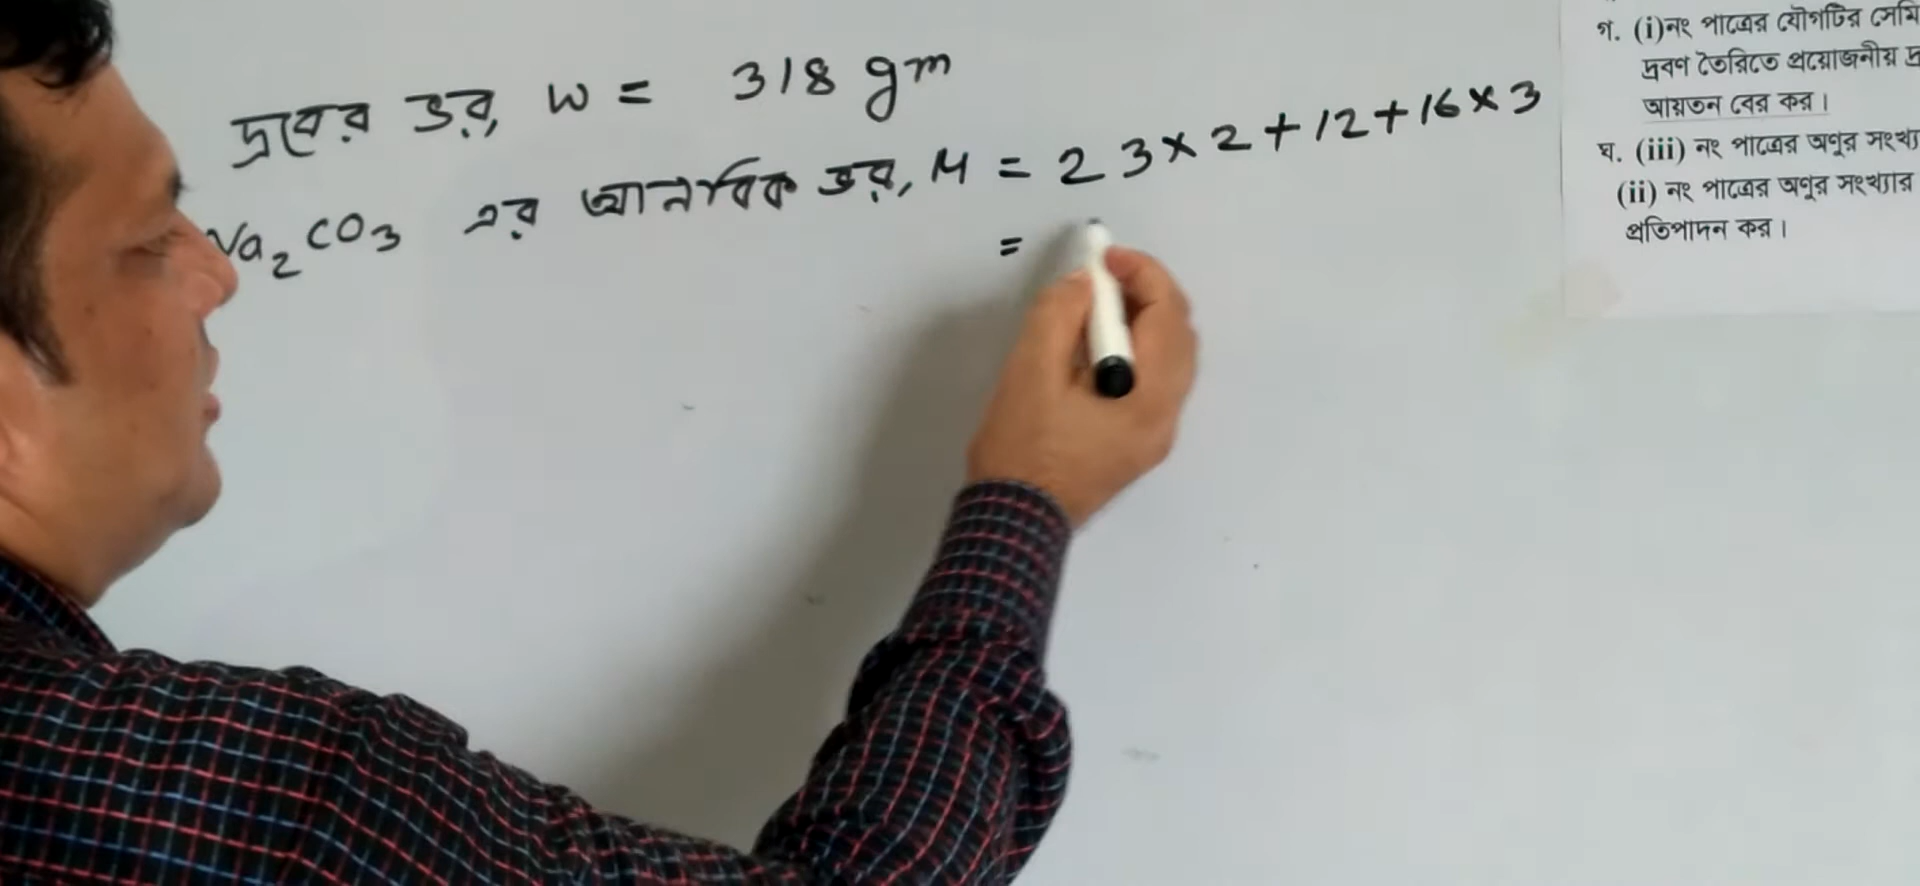 দ্রবের ভর, W = 318 gm
Na2CO3 এর আনবিক ভর, M = 23×2+12+16×3
=
গ. (i)নং পাত্রের যৌগটির সেমি
দ্রবণ তৈরিতে প্রয়োজনীয়
আয়তন বের কর।
ঘ. (iii) নং পাত্রের অণুর সংখ্যা
(ii) নং পাত্রের অণুর সংখ্যার
প্রতিপাদন কর।